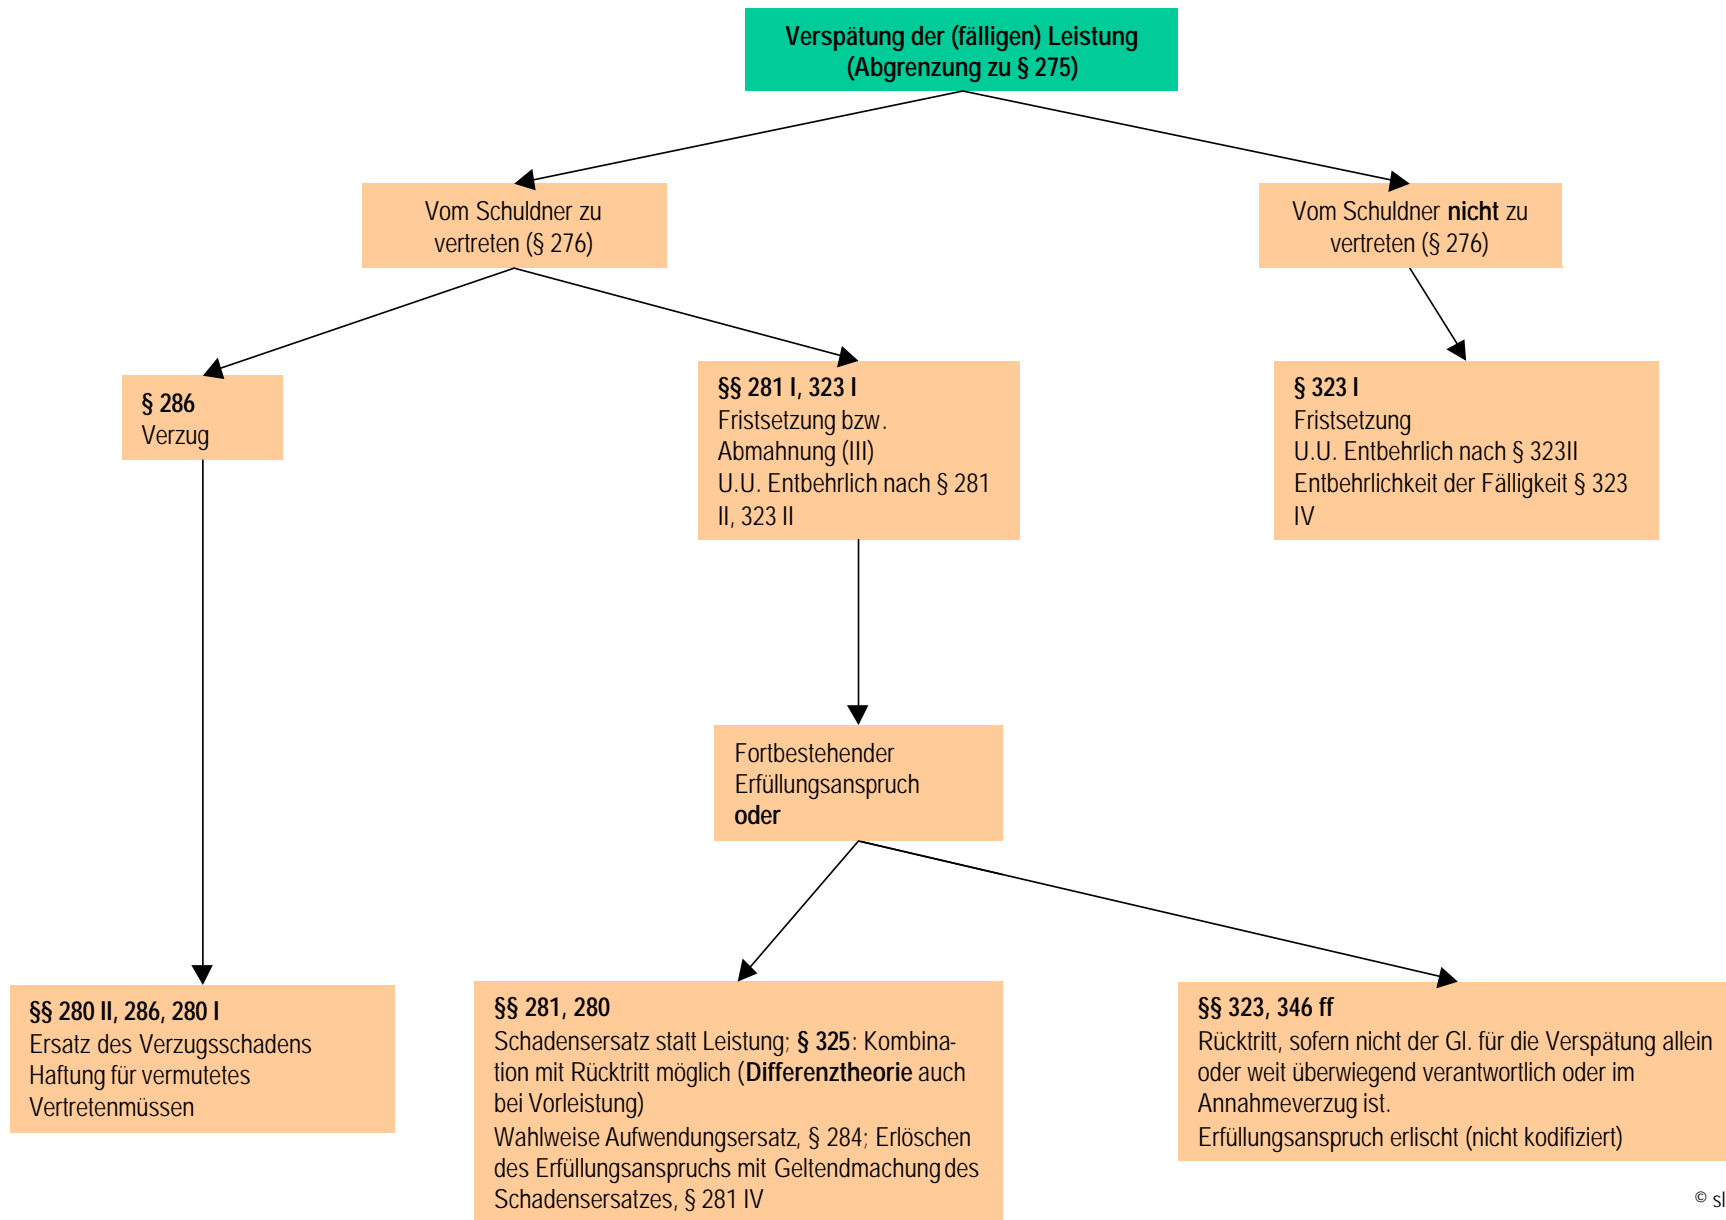 Verspätung der (fälligen) Leistung
(Abgrenzung zu § 275)
Vom Schuldner zu
vertreten (§ 276)
Vom Schuldner nicht zu
vertreten (§ 276)
§ 286
Verzug
§§ 281 I, 323 I
Fristsetzung bzw.
Abmahnung (III)
U.U. Entbehrlich nach § 281
II, 323 II
§ 323 I
Fristsetzung
U.U. Entbehrlich nach § 323II
Entbehrlichkeit der Fälligkeit § 323
IV
Fortbestehender
Erfüllungsanspruch
oder
§§ 280 II, 286, 280 I
Ersatz des Verzugsschadens
Haftung für vermutetes
Vertretenmüssen
§§ 281, 280
Schadensersatz statt Leistung; § 325: Kombina-
tion mit Rücktritt möglich (Differenztheorie auch
bei Vorleistung)
Wahlweise Aufwendungsersatz, § 284; Erlöschen
des Erfüllungsanspruchs mit Geltendmachung des
Schadensersatzes, § 281 IV
§§ 323, 346 ff
Rücktritt, sofern nicht der Gl. für die Verspätung allein
oder weit überwiegend verantwortlich oder im
Annahmeverzug ist.
Erfüllungsanspruch erlischt (nicht kodifiziert)
© sl